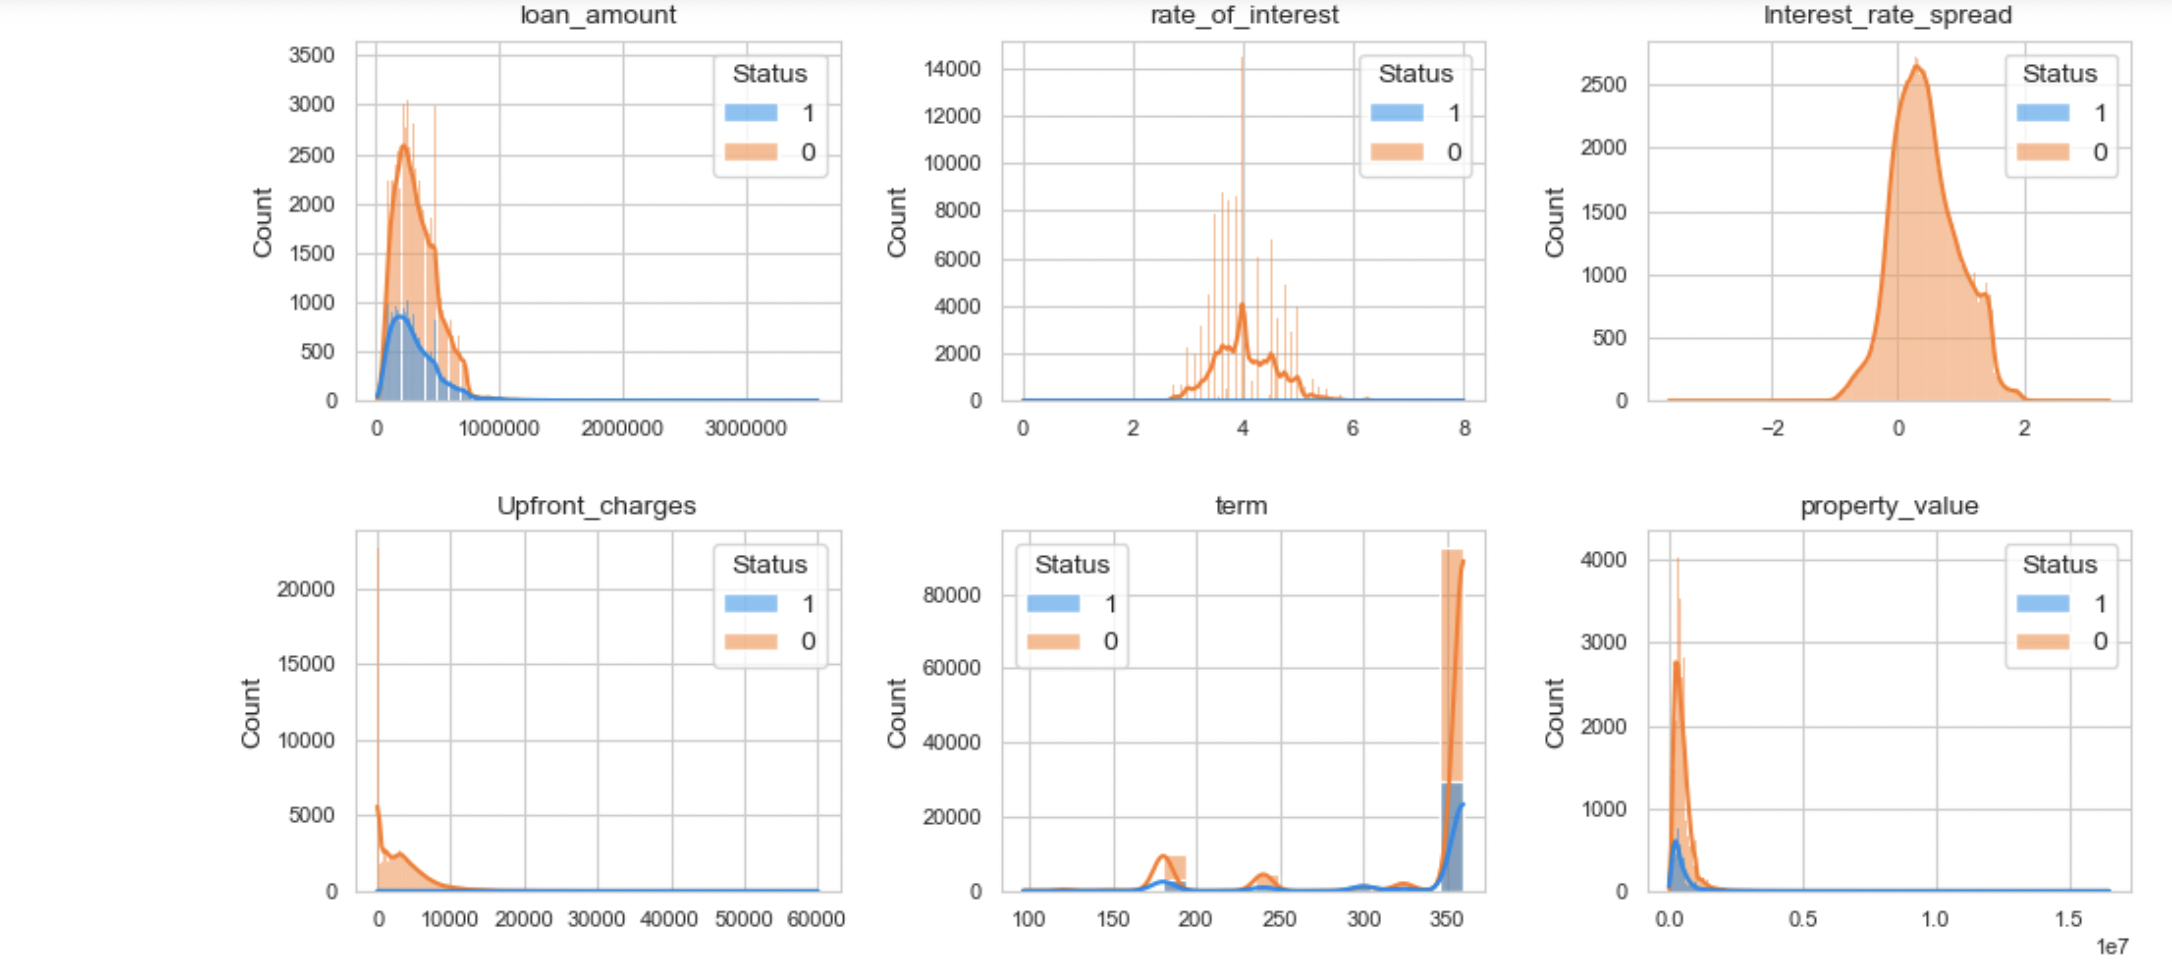 loan_amount
3500
3000
2500
2000
1500
1000
500
0
Count
0 1000000 2000000 3000000
Status
1
0
rate_of_interest
14000
12000
10000
8000
6000
4000
2000
0
Count
0 2 4 6 8
Status
1
0
Interest_rate_spread
2500
2000
1500
1000
500
0
Count
−2 0 2
Status
1
0
Upfront_charges
20000
15000
10000
5000
0
Count
0 10000 20000 30000 40000 50000 60000
Status
1
0
term
80000
60000
40000
20000
0
Count
100 150 200 250 300 350
Status
1
0
property_value
4000
3000
2000
1000
0
Count
0.0 0.5 1.0 1.5
1e7
Status
1
0